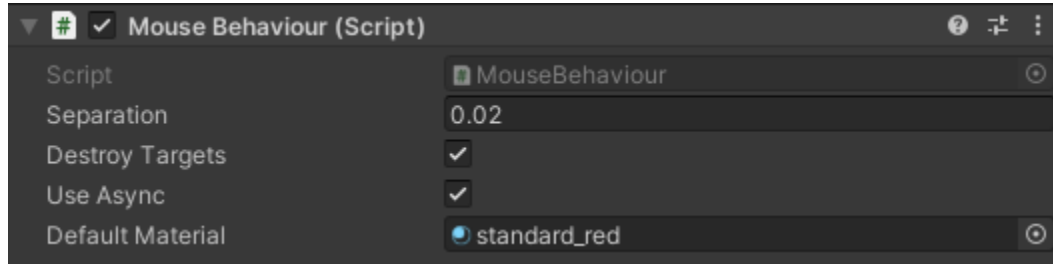 Mouse Behaviour (Script)
Script MouseBehaviour
Separation 0.02
Destroy Targets
Use Async
Default Material standard_red